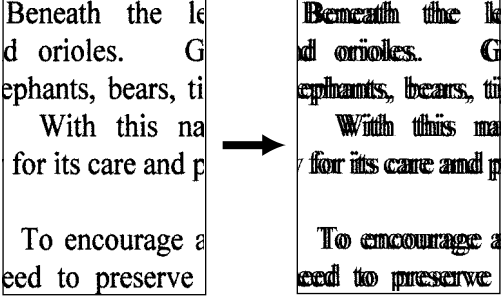 Beneath the le
d orioles. G
ephants, bears, ti
With this na
for its care and p
To encourage a
eed to preserve
Beneath the le
d orioles. G
ephants, bears, ti
With this na
y for its care and p
To encourage a
eed to preserve